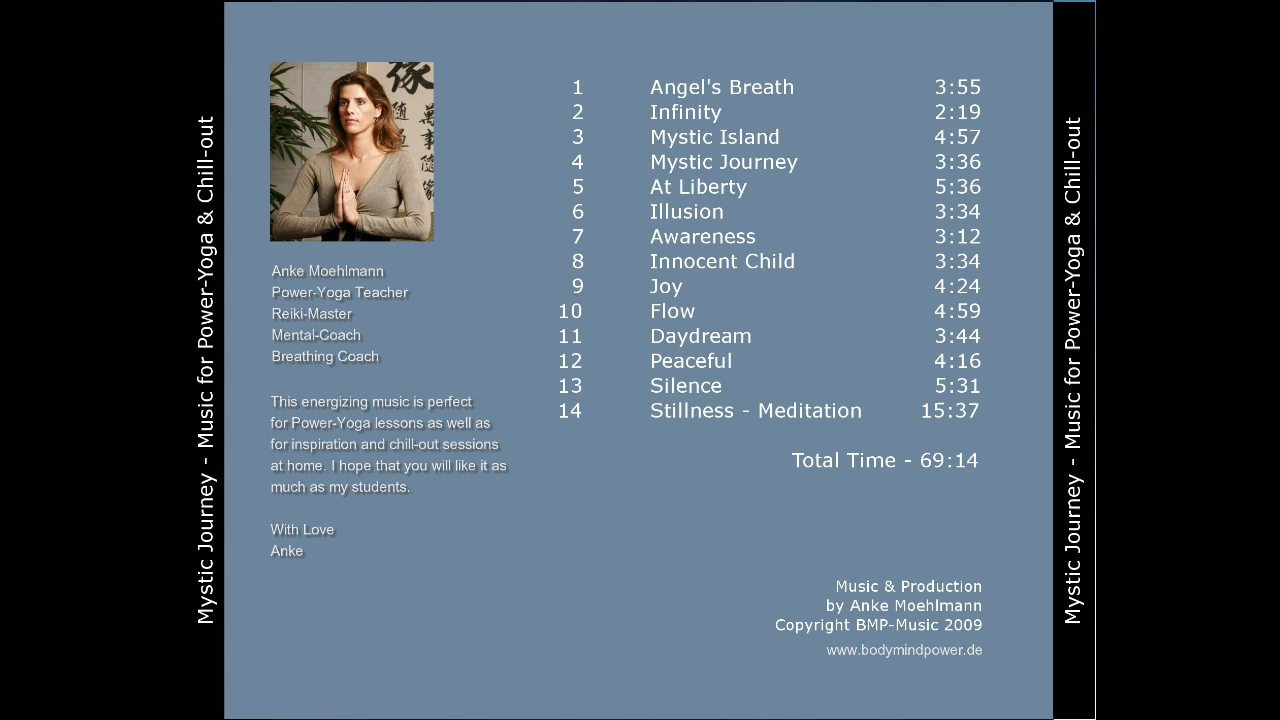 Mystic Journey - Music for Power-Yoga & Chill-out
緣
隨
萬事隨緣
Anke Moehlmann
Power-Yoga Teacher
Reiki-Master
Mental-Coach
Breathing Coach
This energizing music is perfect
for Power-Yoga lessons as well as
for inspiration and chill-out sessions
at home. I hope that you will like it as
much as my students.
With Love
Anke
1 Angel's Breath 3:55
2 Infinity 2:19
3 Mystic Island 4:57
4 Mystic Journey 3:36
5 At Liberty 5:36
6 Illusion 3:34
7 Awareness 3:12
8 Innocent Child 3:34
9 Joy 4:24
10 Flow 4:59
11 Daydream 3:44
12 Peaceful 4:16
13 Silence 5:31
14 Stillness - Meditation 15:37
Total Time - 69:14
Music & Production
by Anke Moehlmann
Copyright BMP-Music 2009
www.bodymindpower.de
Mystic Journey - Music for Power-Yoga & Chill-out